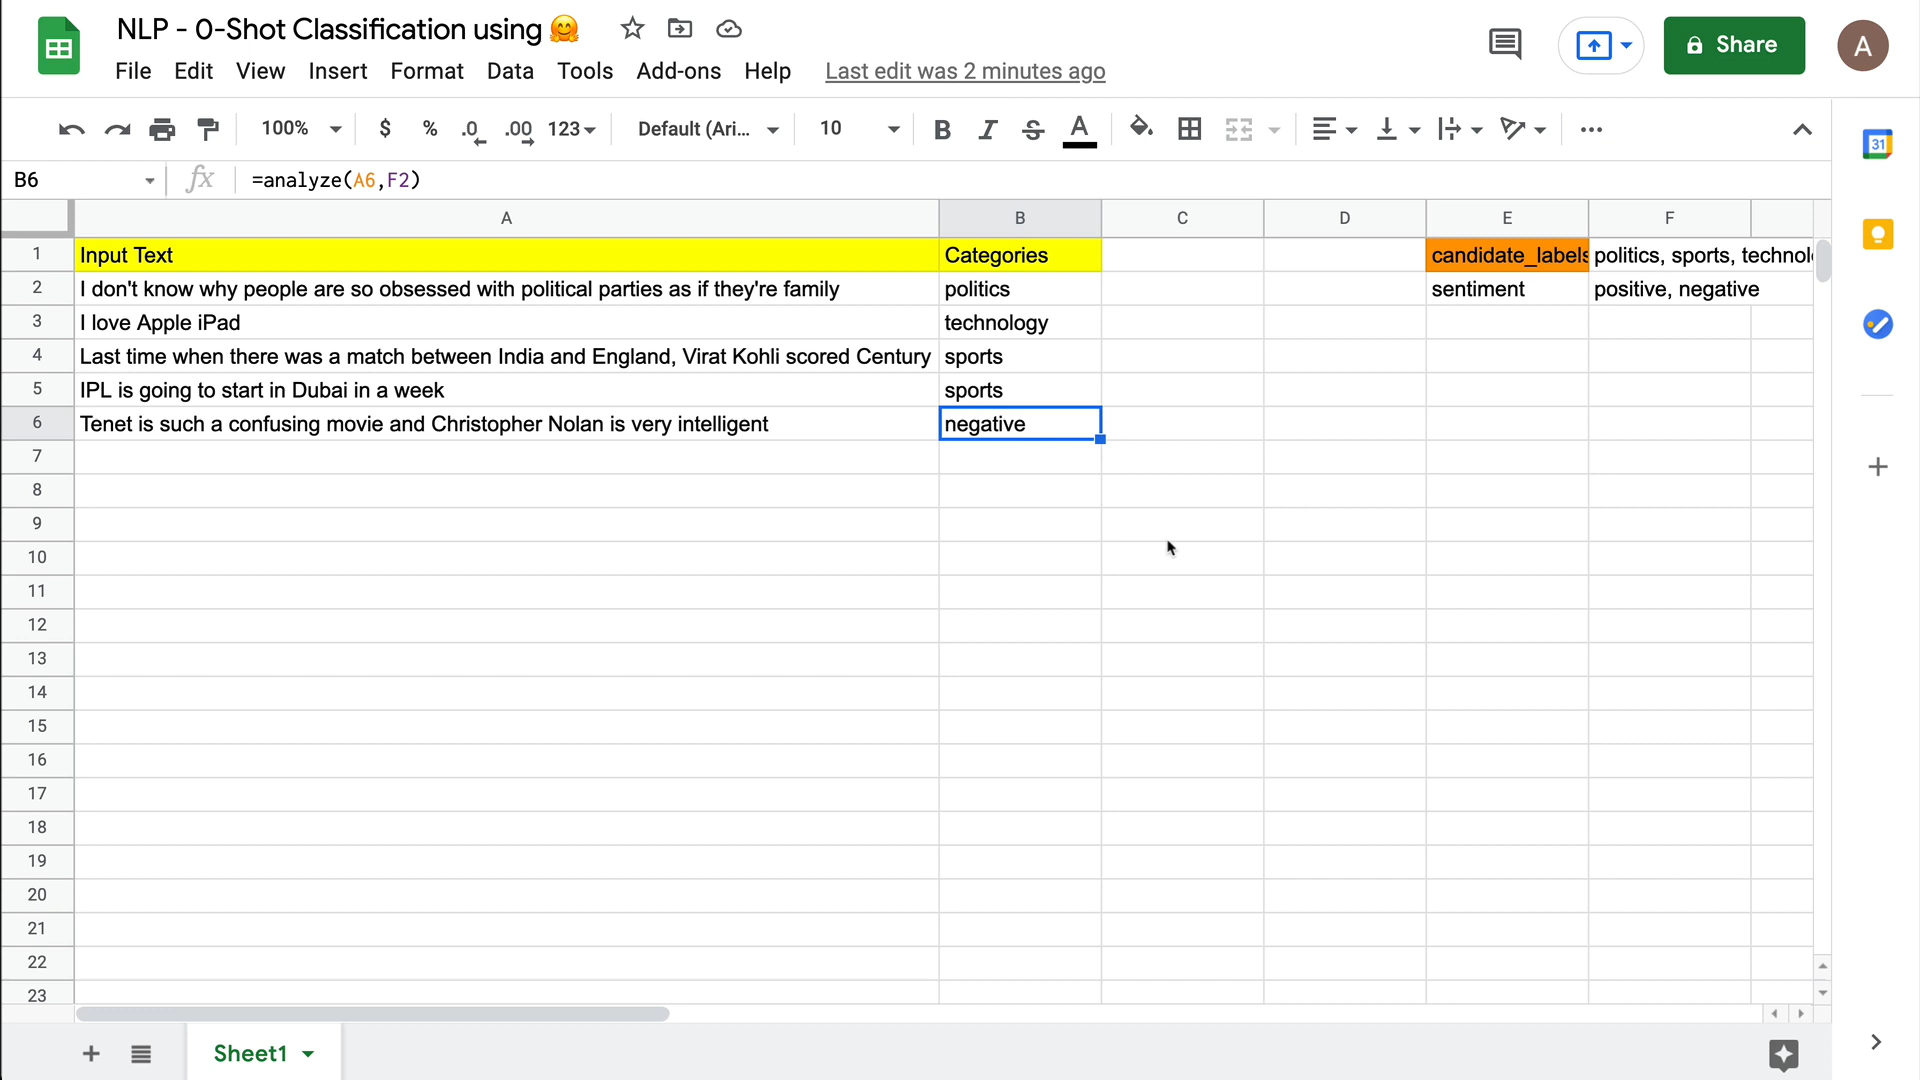 NLP - 0-Shot Classification using 🤗
Share
A
File Edit View Insert Format Data Tools Add-ons Help Last edit was 2 minutes ago
100% $ % .0 .00 123 Default (Ari... 10 B I S A
31
B6 fx =analyze(A6,F2)
A B C D E F
1 Input Text Categories candidate_labels politics, sports, technol
2 I don't know why people are so obsessed with political parties as if they're family politics sentiment positive, negative
3 I love Apple iPad technology
4 Last time when there was a match between India and England, Virat Kohli scored Century sports
5 IPL is going to start in Dubai in a week sports
6 Tenet is such a confusing movie and Christopher Nolan is very intelligent negative
7
8
9
10
11
12
13
14
15
16
17
18
19
20
21
22
23
Sheet1